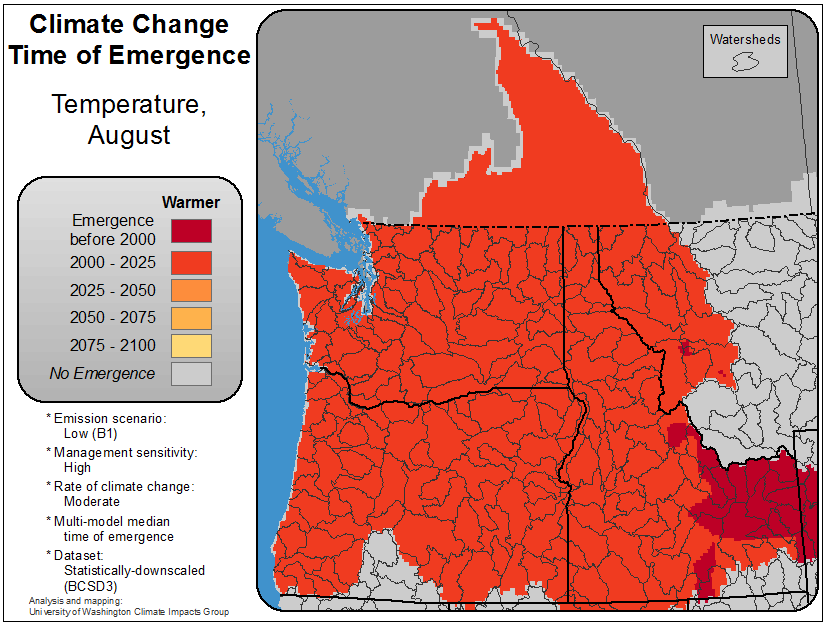 Climate Change
Time of Emergence
Temperature,
August
Warmer
Emergence
before 2000
2000 - 2025
2025 - 2050
2050 - 2075
2075 - 2100
No Emergence
* Emission scenario:
Low (B1)
* Management sensitivity:
High
* Rate of climate change:
Moderate
* Multi-model median
time of emergence
* Dataset:
Statistically-downscaled
(BCSD3)
Analysis and mapping:
University of Washington Climate Impacts Group
Watersheds